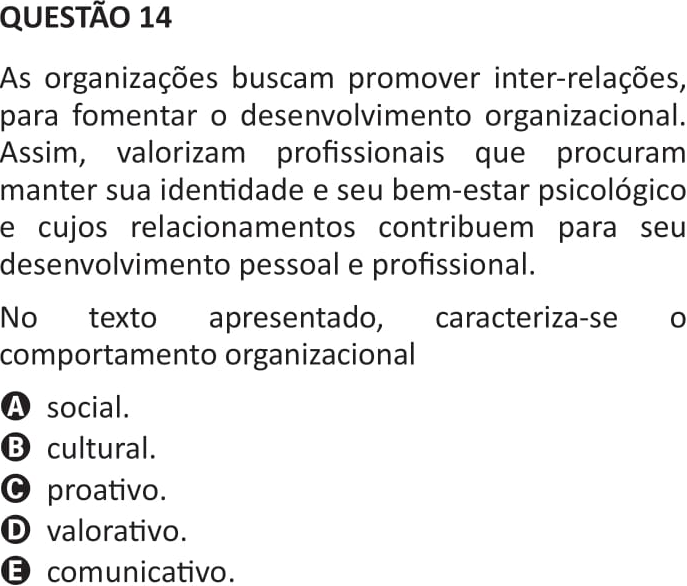 QUESTÃO 14
As organizações buscam promover inter-relações,
para fomentar o desenvolvimento organizacional.
Assim, valorizam profissionais que procuram
manter sua identidade e seu bem-estar psicológico
e cujos relacionamentos contribuem para seu
desenvolvimento pessoal e profissional.
No texto apresentado, caracteriza-se o
comportamento organizacional
A social.
B cultural.
C proativo.
D valorativo.
E comunicativo.